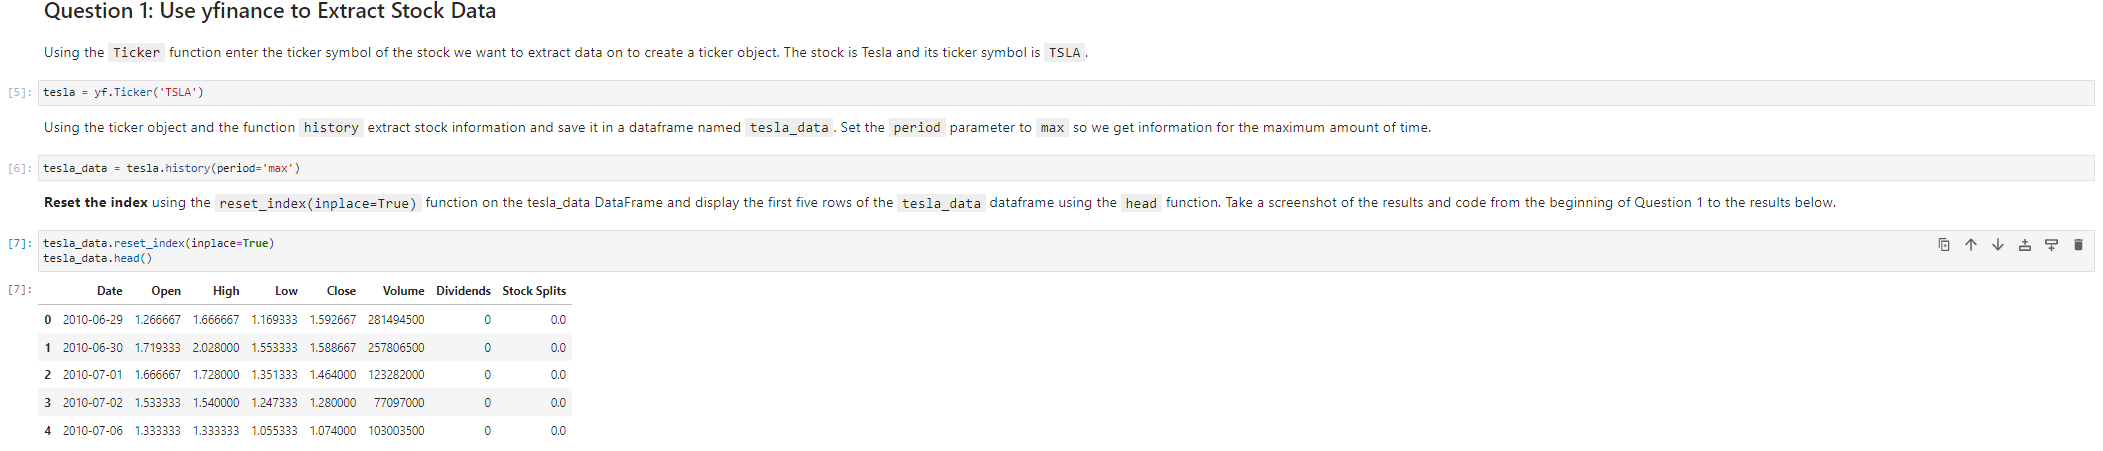 Question 1: Use yfinance to Extract Stock Data
Using the Ticker function enter the ticker symbol of the stock we want to extract data on to create a ticker object. The stock is Tesla and its ticker symbol is TSLA.
[5]: tesla = yf.Ticker('TSLA')
Using the ticker object and the function history extract stock information and save it in a dataframe named tesla_data. Set the period parameter to max so we get information for the maximum amount of time.
[6]: tesla_data = tesla.history(period='max')
Reset the index using the reset_index(inplace=True) function on the tesla_data DataFrame and display the first five rows of the tesla_data dataframe using the head function. Take a screenshot of the results and code from the beginning of Question 1 to the results below.
[7]: tesla_data.reset_index(inplace=True)
tesla_data.head()
[7]: Date Open High Low Close Volume Dividends Stock Splits
0 2010-06-29 1.266667 1.666667 1.169333 1.592667 281494500 0 0.0
1 2010-06-30 1.719333 2.028000 1.553333 1.588667 257806500 0 0.0
2 2010-07-01 1.666667 1.728000 1.351333 1.464000 123282000 0 0.0
3 2010-07-02 1.533333 1.540000 1.247333 1.280000 77097000 0 0.0
4 2010-07-06 1.333333 1.333333 1.055333 1.074000 103003500 0 0.0